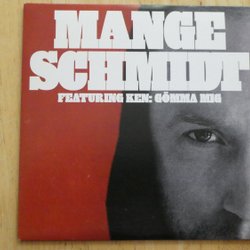 MANGE
SCHMIDT
FEATURING KEN: GÖMMA MIG